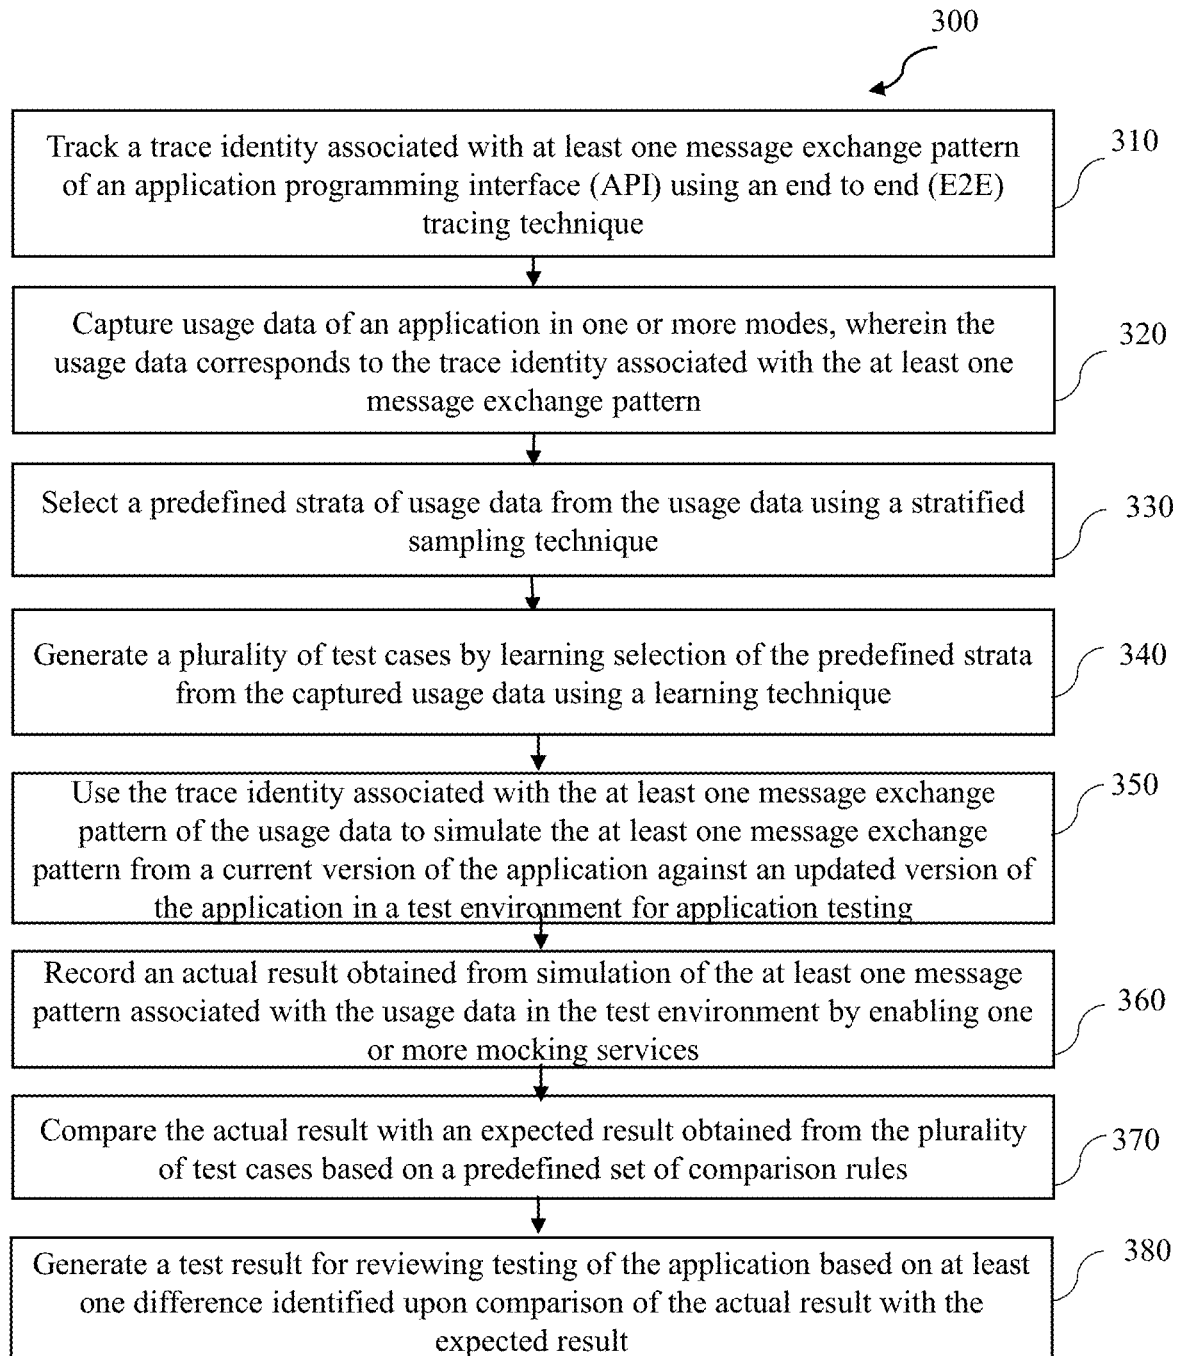 300
Track a trace identity associated with at least one message exchange pattern
of an application programming interface (API) using an end to end (E2E)
tracing technique
310
Capture usage data of an application in one or more modes, wherein the
usage data corresponds to the trace identity associated with the at least one
message exchange pattern
320
Select a predefined strata of usage data from the usage data using a stratified
sampling technique
330
Generate a plurality of test cases by learning selection of the predefined strata
from the captured usage data using a learning technique
340
Use the trace identity associated with the at least one message exchange
pattern of the usage data to simulate the at least one message exchange
pattern from a current version of the application against an updated version of
the application in a test environment for application testing
350
Record an actual result obtained from simulation of the at least one message
pattern associated with the usage data in the test environment by enabling one
or more mocking services
360
Compare the actual result with an expected result obtained from the plurality
of test cases based on a predefined set of comparison rules
370
Generate a test result for reviewing testing of the application based on at least
one difference identified upon comparison of the actual result with the
expected result
380